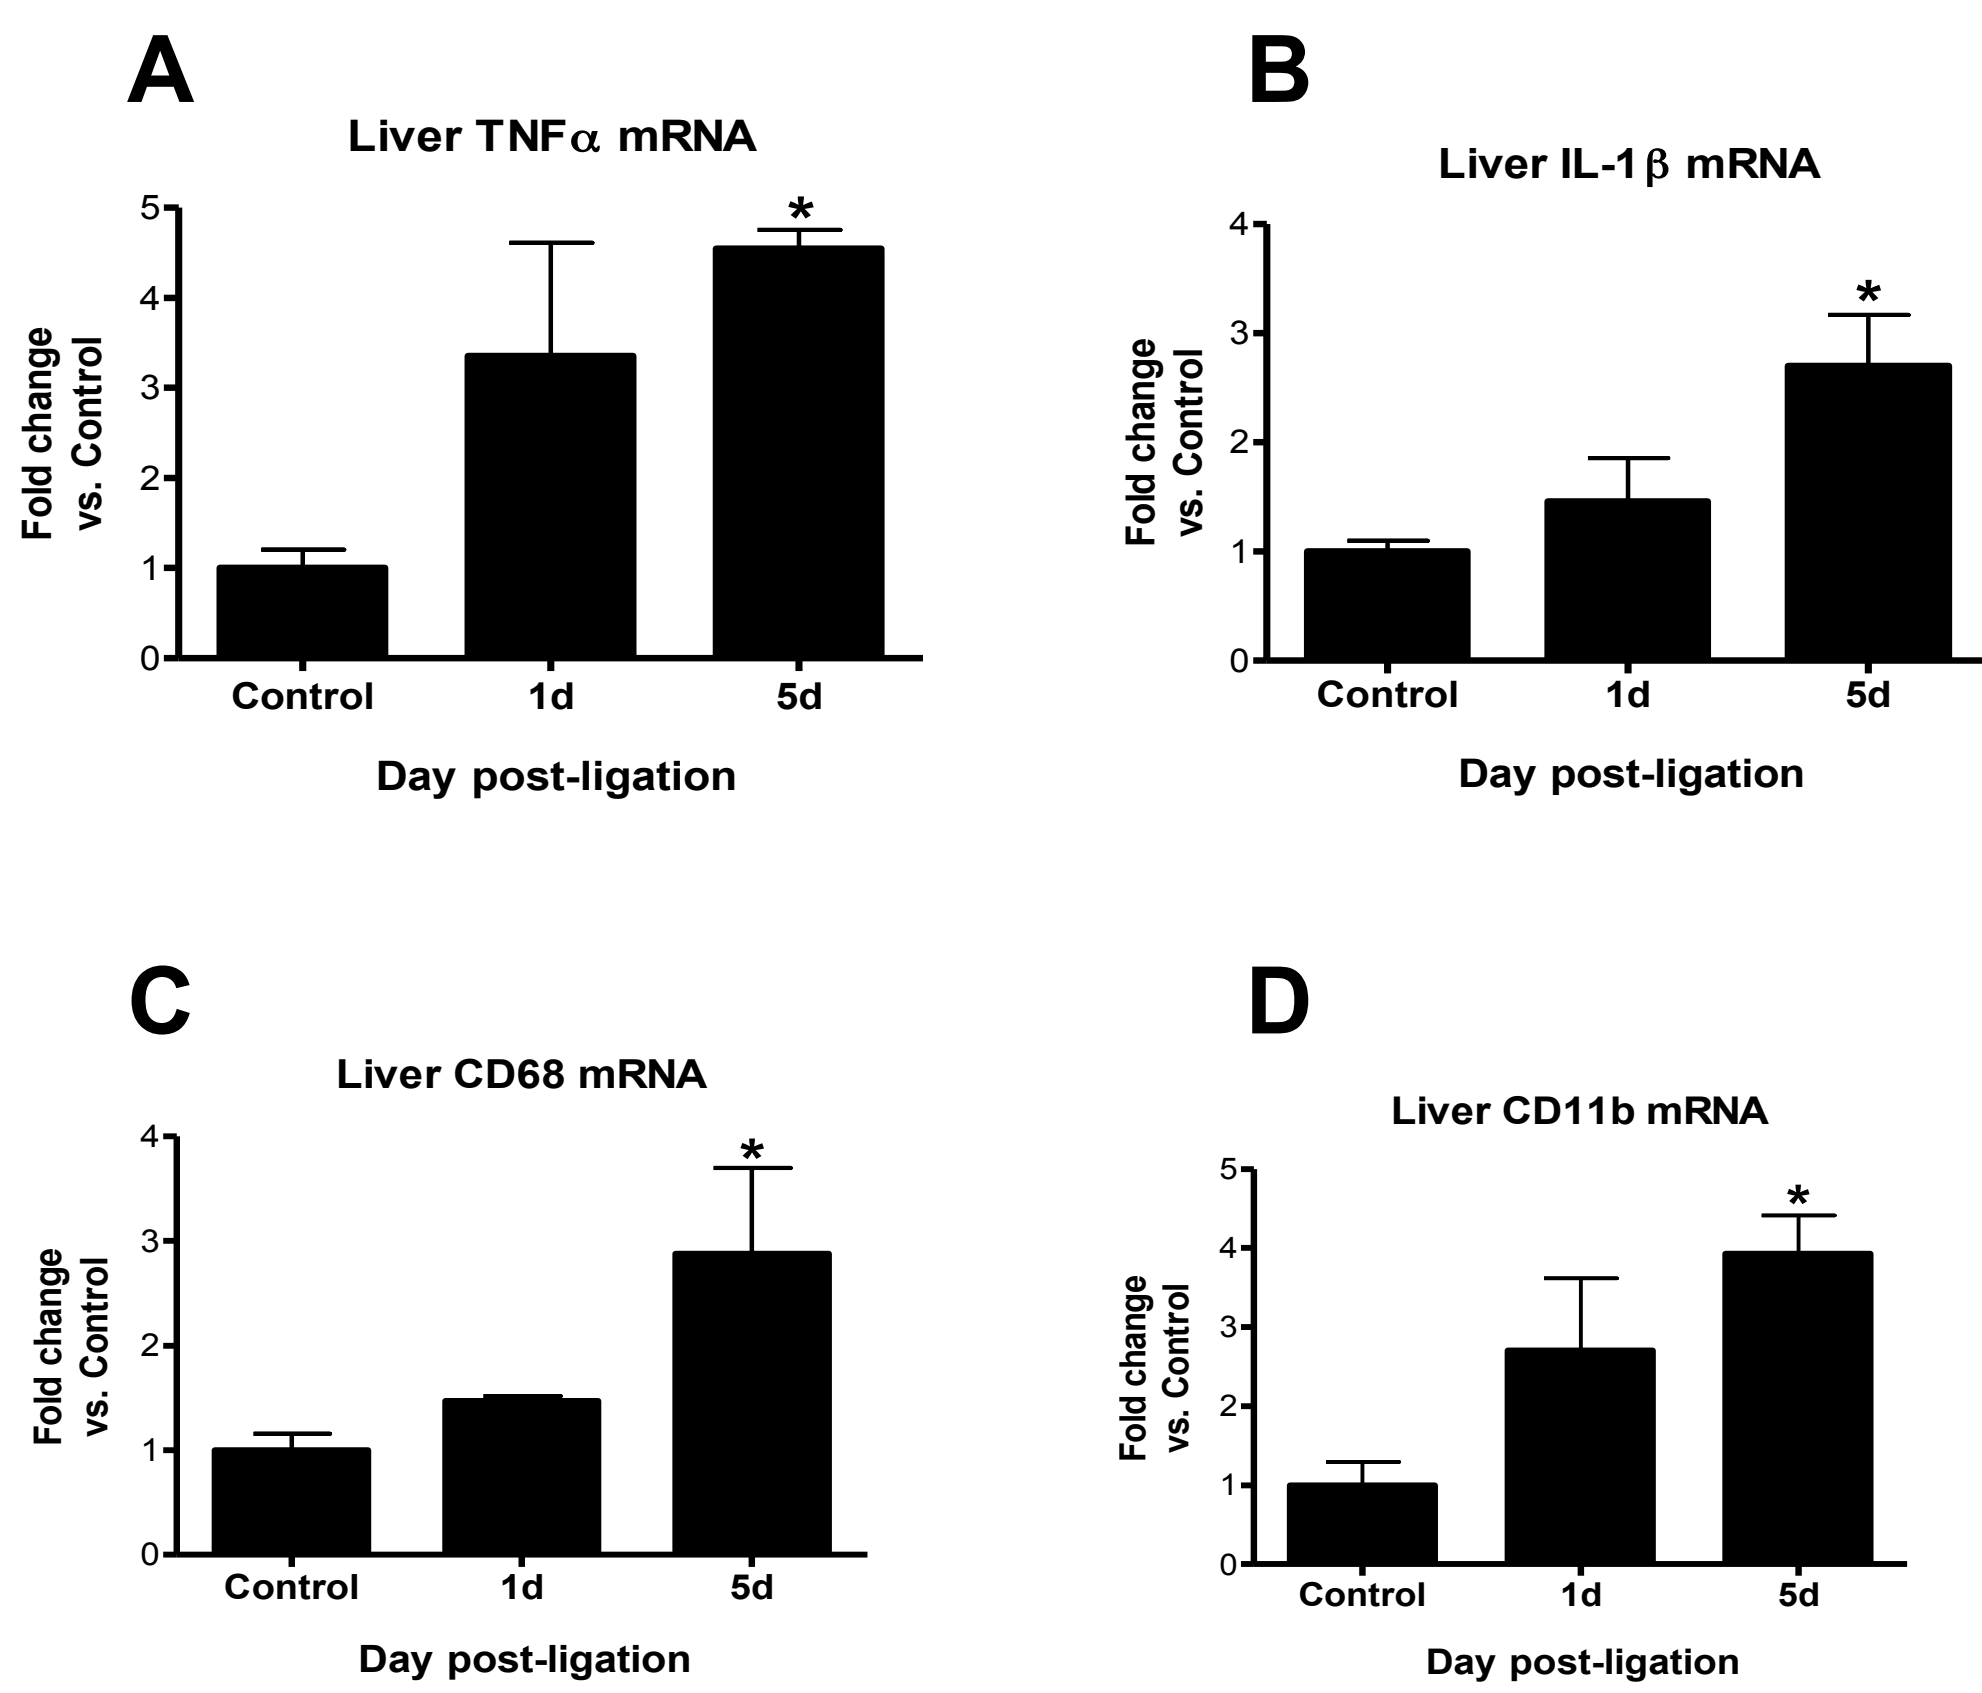 A
Liver TNFα mRNA
Fold change
vs. Control
5
*
4
3
2
1
0
Control 1d 5d
Day post-ligation
B
Liver IL-1β mRNA
Fold change
vs. Control
4
*
3
2
1
0
Control 1d 5d
Day post-ligation
C
Liver CD68 mRNA
Fold change
vs. Control
4
*
3
2
1
0
Control 1d 5d
Day post-ligation
D
Liver CD11b mRNA
Fold change
vs. Control
5
*
4
3
2
1
0
Control 1d 5d
Day post-ligation